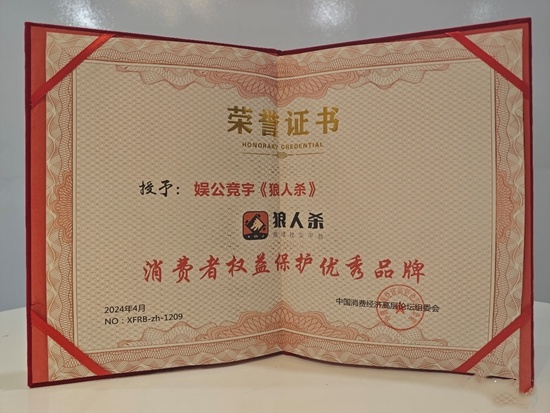 荣誉证书
HONORARY CREDENTIAL
授予：娱公竞宇《狼人杀》
狼人杀
消费者权益保护优秀品牌
2024年4月
NO：XFRB-zh-1209
中国消费经济高层论坛组委会